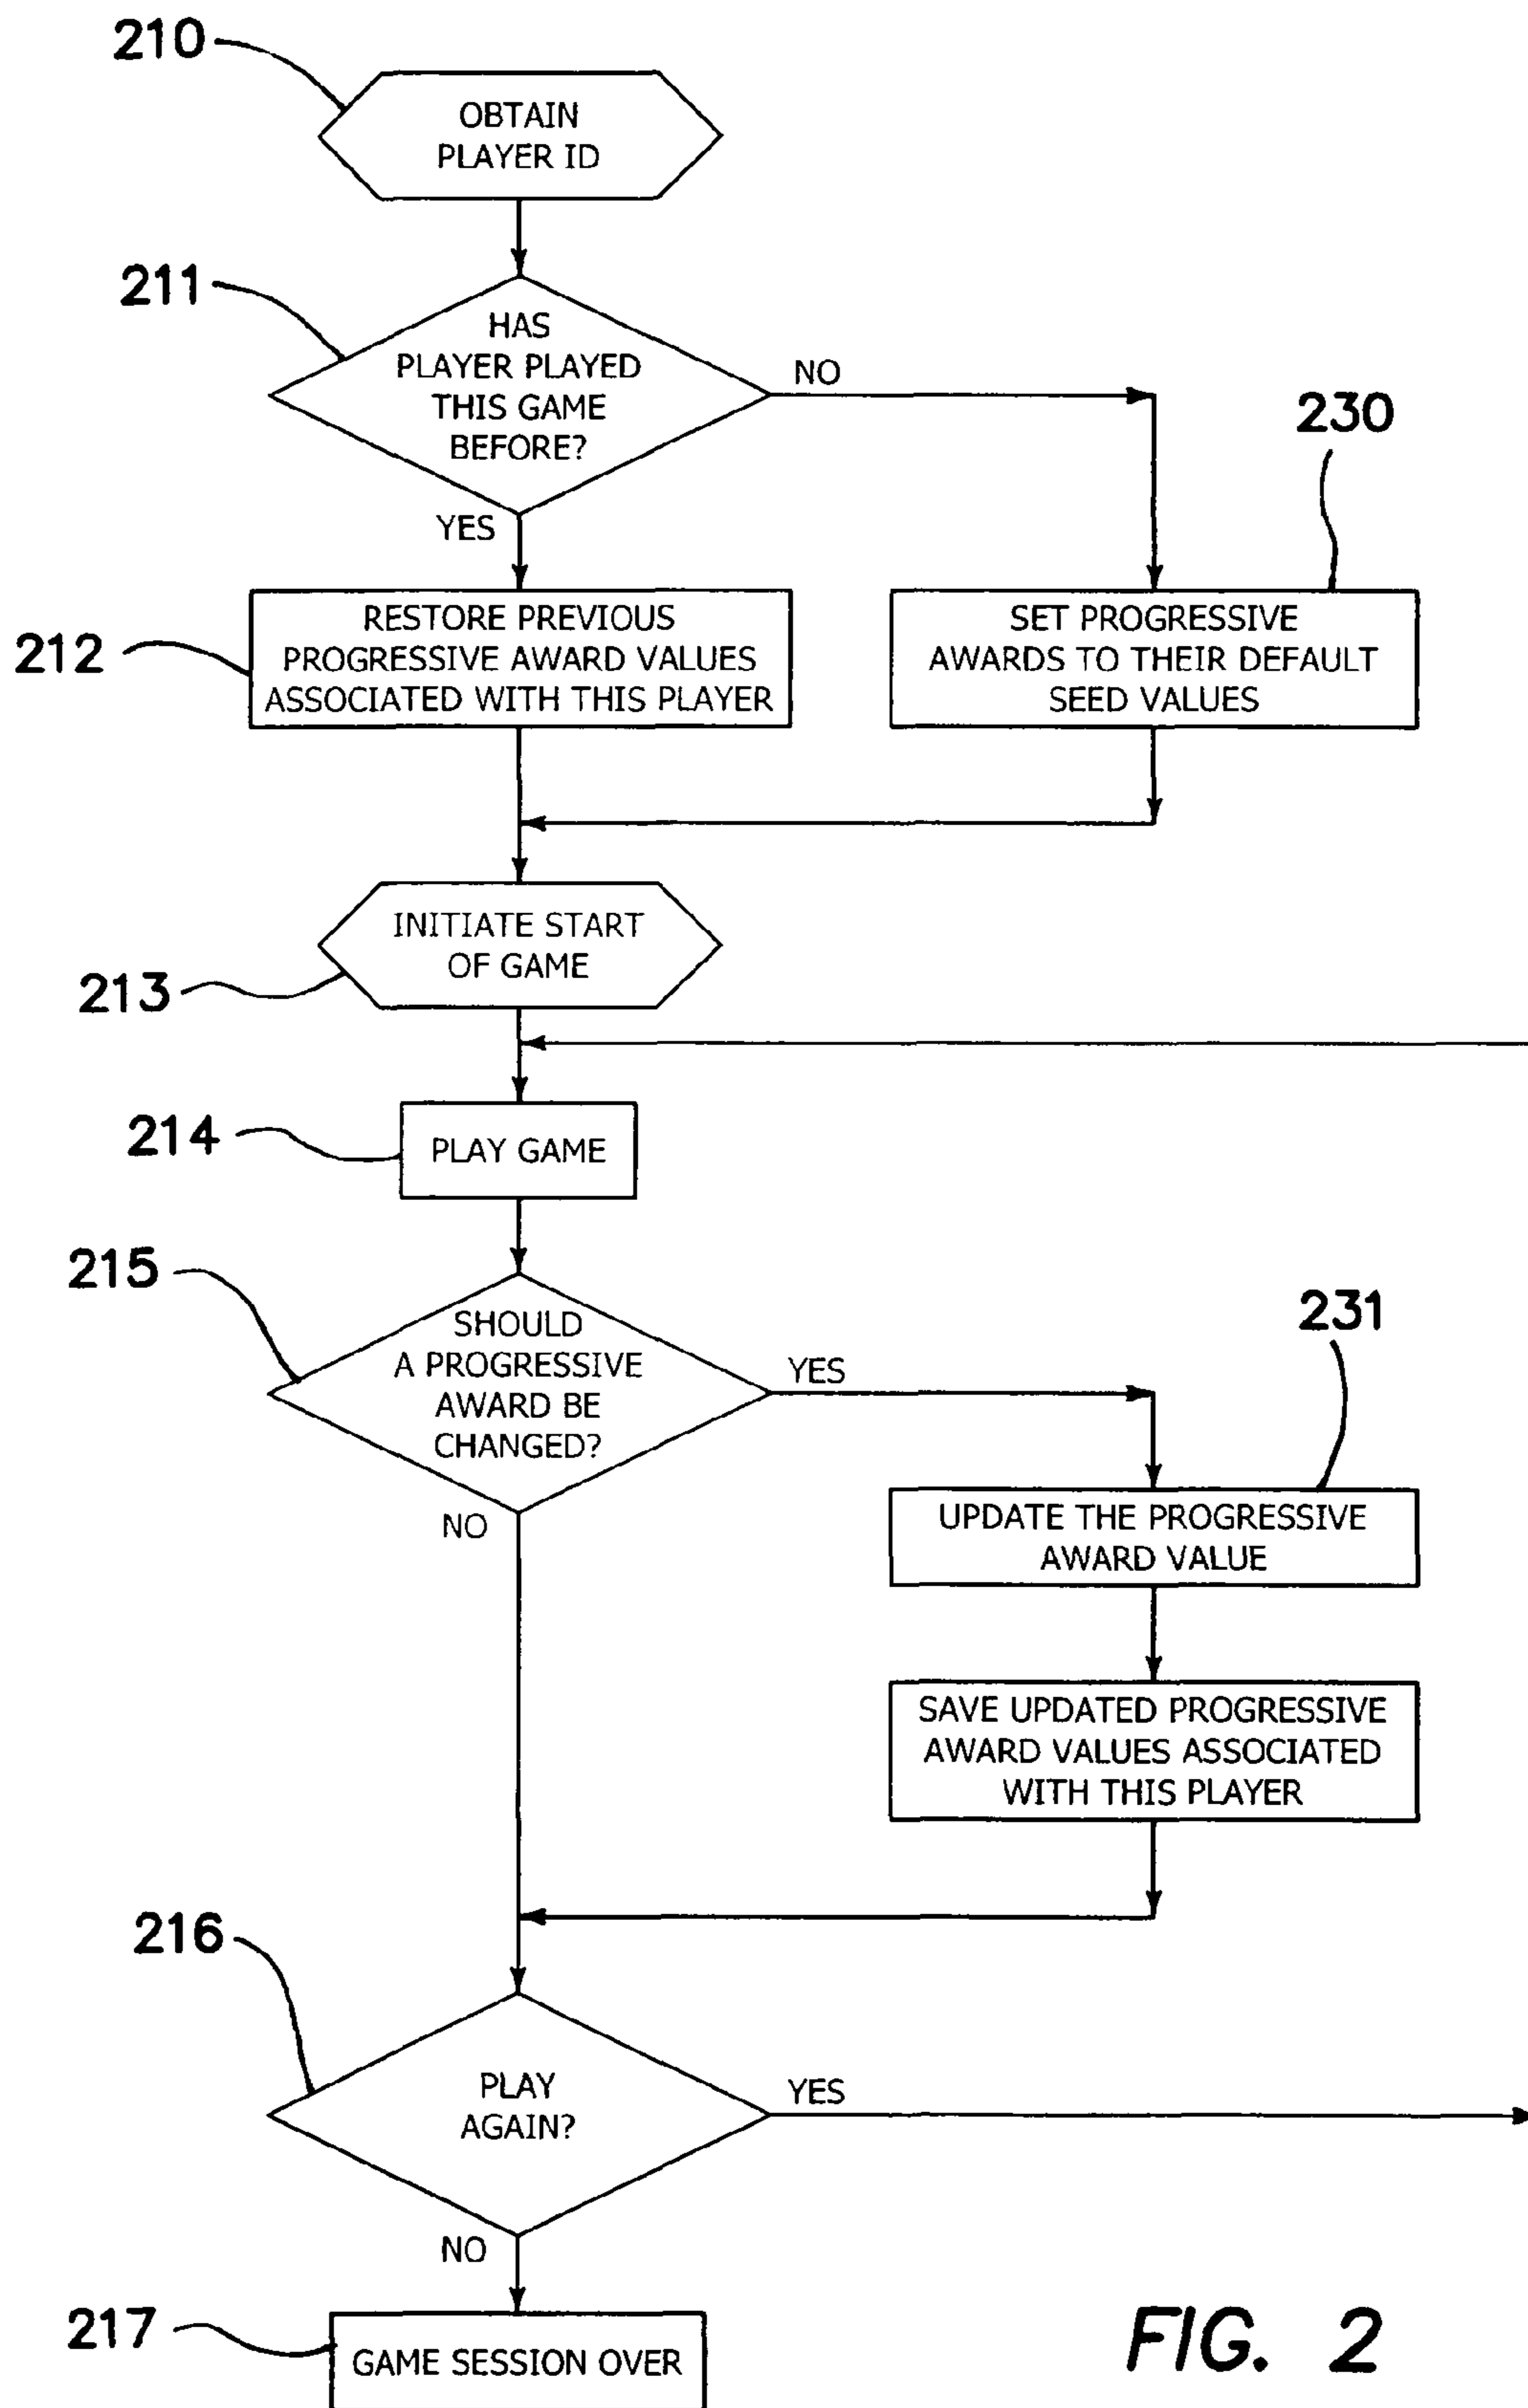 210
OBTAIN
PLAYER ID
211
HAS
PLAYER PLAYED
THIS GAME
BEFORE?
NO
YES
230
212
RESTORE PREVIOUS
PROGRESSIVE AWARD VALUES
ASSOCIATED WITH THIS PLAYER
SET PROGRESSIVE
AWARDS TO THEIR DEFAULT
SEED VALUES
213
INITIATE START
OF GAME
214
PLAY GAME
215
SHOULD
A PROGRESSIVE
AWARD BE
CHANGED?
YES
NO
231
UPDATE THE PROGRESSIVE
AWARD VALUE
SAVE UPDATED PROGRESSIVE
AWARD VALUES ASSOCIATED
WITH THIS PLAYER
216
PLAY
AGAIN?
YES
NO
217
GAME SESSION OVER
FIG. 2